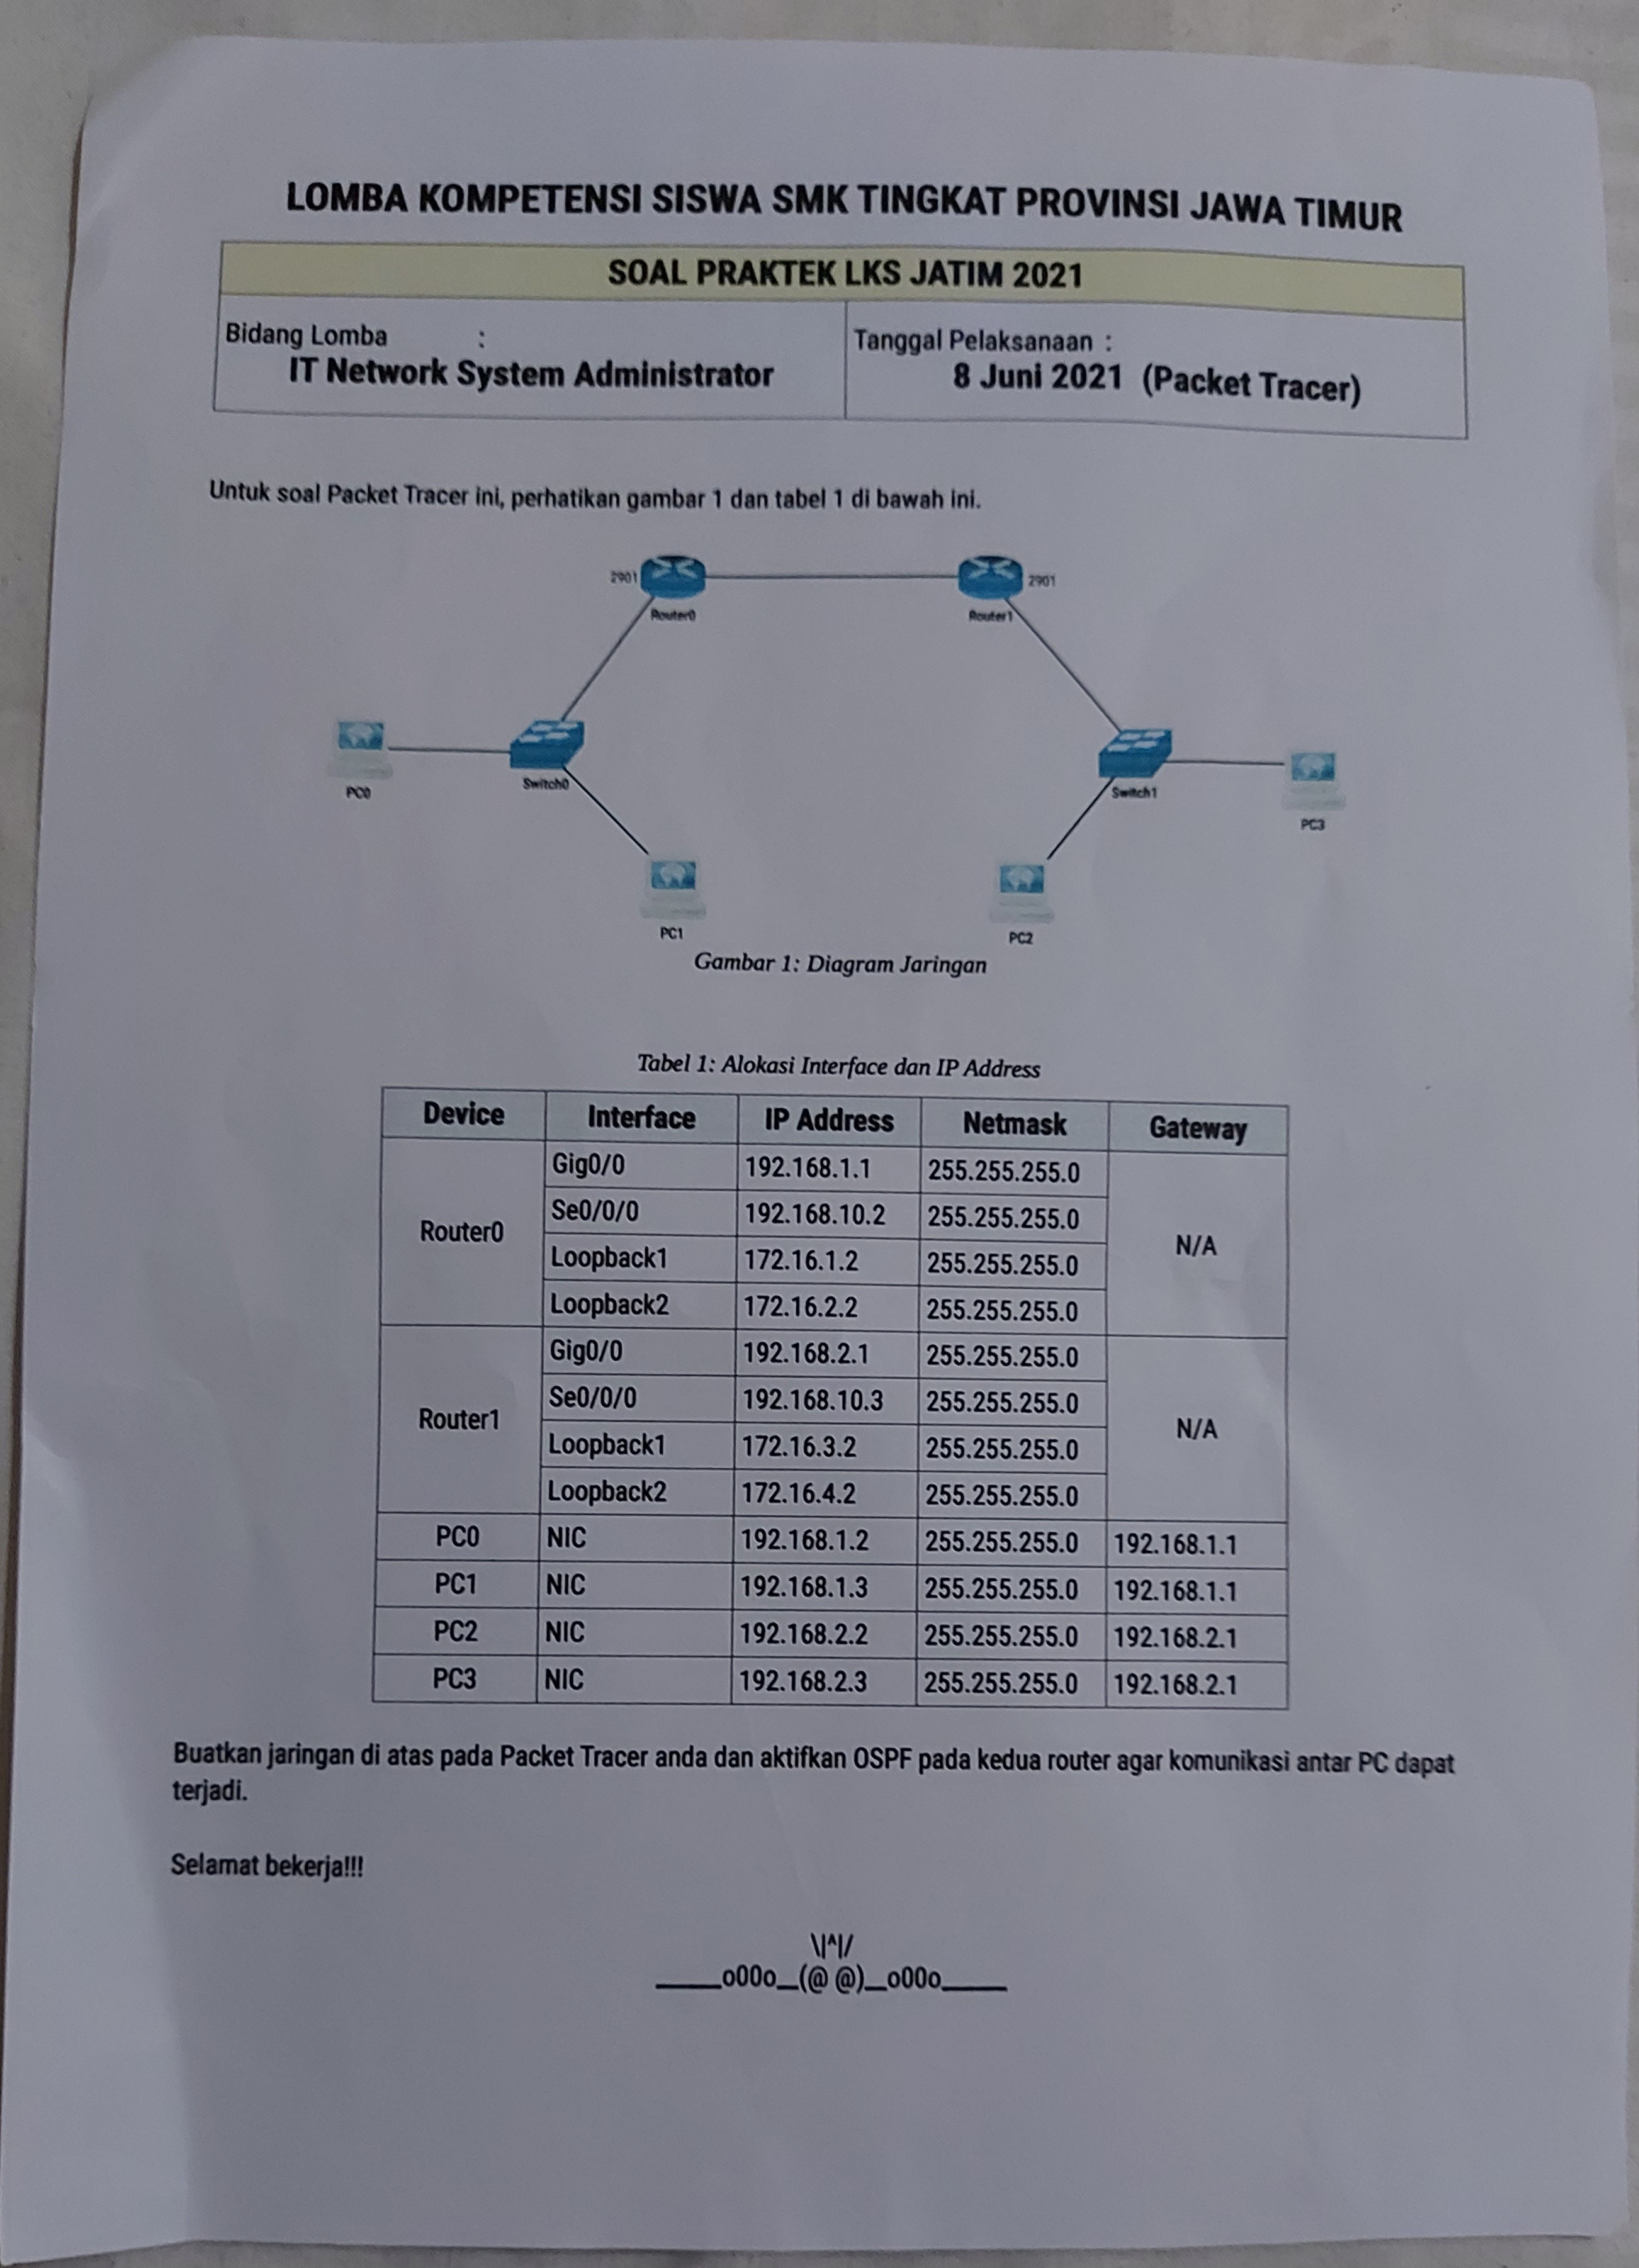 LOMBA KOMPETENSI SISWA SMK TINGKAT PROVINSI JAWA TIMUR
SOAL PRAKTEK LKS JATIM 2021
Bidang Lomba :
IT Network System Administrator
Tanggal Pelaksanaan :
8 Juni 2021 (Packet Tracer)
Untuk soal Packet Tracer ini, perhatikan gambar 1 dan tabel 1 di bawah ini.
2901
Router0
2901
Router1
PC0
Switch0
Switch1
PC3
PC1
PC2
Gambar 1: Diagram Jaringan
Tabel 1: Alokasi Interface dan IP Address
Device Interface IP Address Netmask Gateway
Router0 Gig0/0 192.168.1.1 255.255.255.0 N/A
Se0/0/0 192.168.10.2 255.255.255.0
Loopback1 172.16.1.2 255.255.255.0
Loopback2 172.16.2.2 255.255.255.0
Router1 Gig0/0 192.168.2.1 255.255.255.0 N/A
Se0/0/0 192.168.10.3 255.255.255.0
Loopback1 172.16.3.2 255.255.255.0
Loopback2 172.16.4.2 255.255.255.0
PC0 NIC 192.168.1.2 255.255.255.0 192.168.1.1
PC1 NIC 192.168.1.3 255.255.255.0 192.168.1.1
PC2 NIC 192.168.2.2 255.255.255.0 192.168.2.1
PC3 NIC 192.168.2.3 255.255.255.0 192.168.2.1
Buatkan jaringan di atas pada Packet Tracer anda dan aktifkan OSPF pada kedua router agar komunikasi antar PC dapat
terjadi.
Selamat bekerja!!!
\|^|/
_____o00o__(@ @)__o00o_____